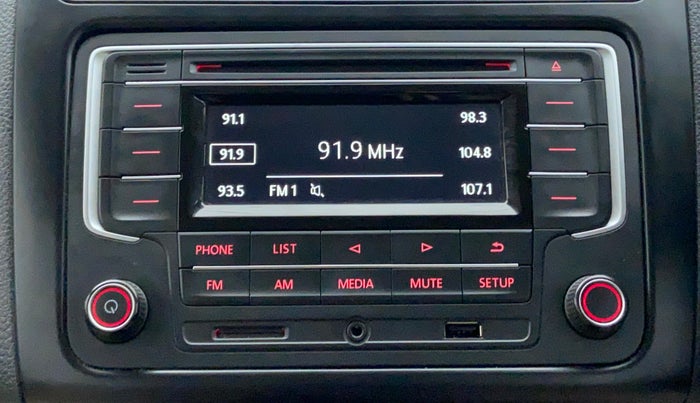 91.1
98.3
91.9
91.9 MHz
104.8
93.5
FM 1
107.1
PHONE
LIST
FM
AM
MEDIA
MUTE
SETUP